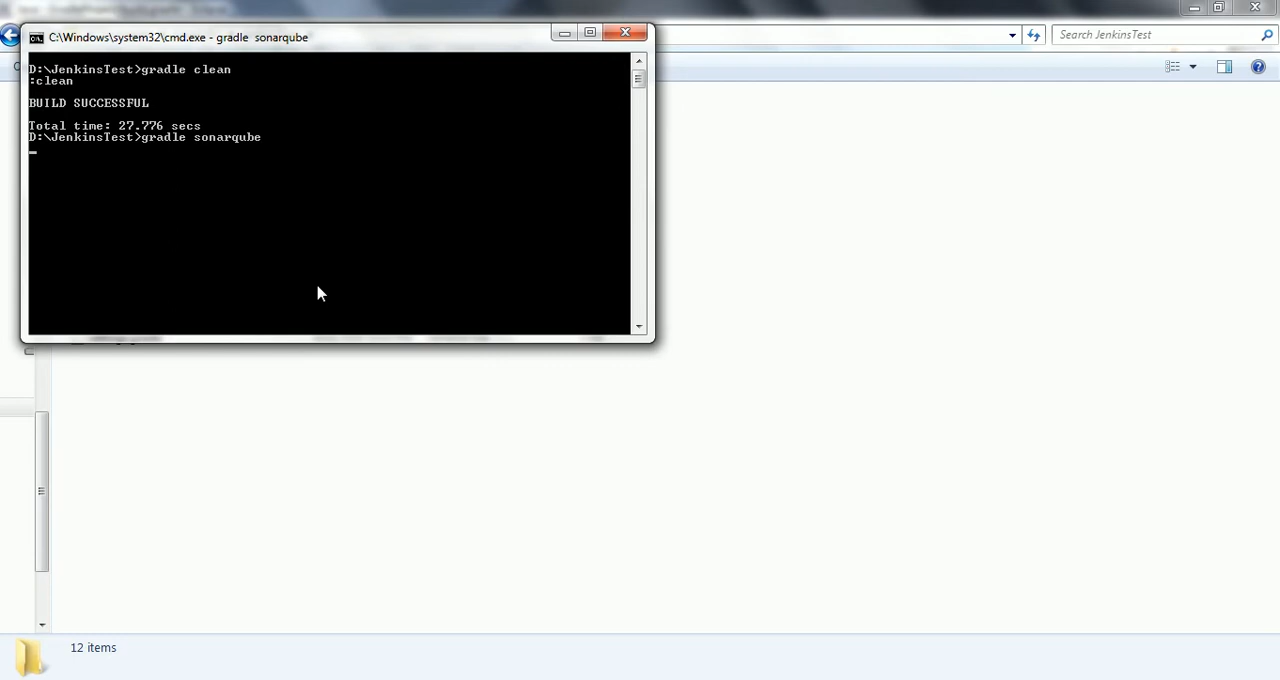 C:\Windows\system32\cmd.exe - gradle  sonarqube
Search JenkinsTest
D:\JenkinsTest>gradle clean
:clean
BUILD SUCCESSFUL
Total time: 27.776 secs
D:\JenkinsTest>gradle sonarqube
12 items